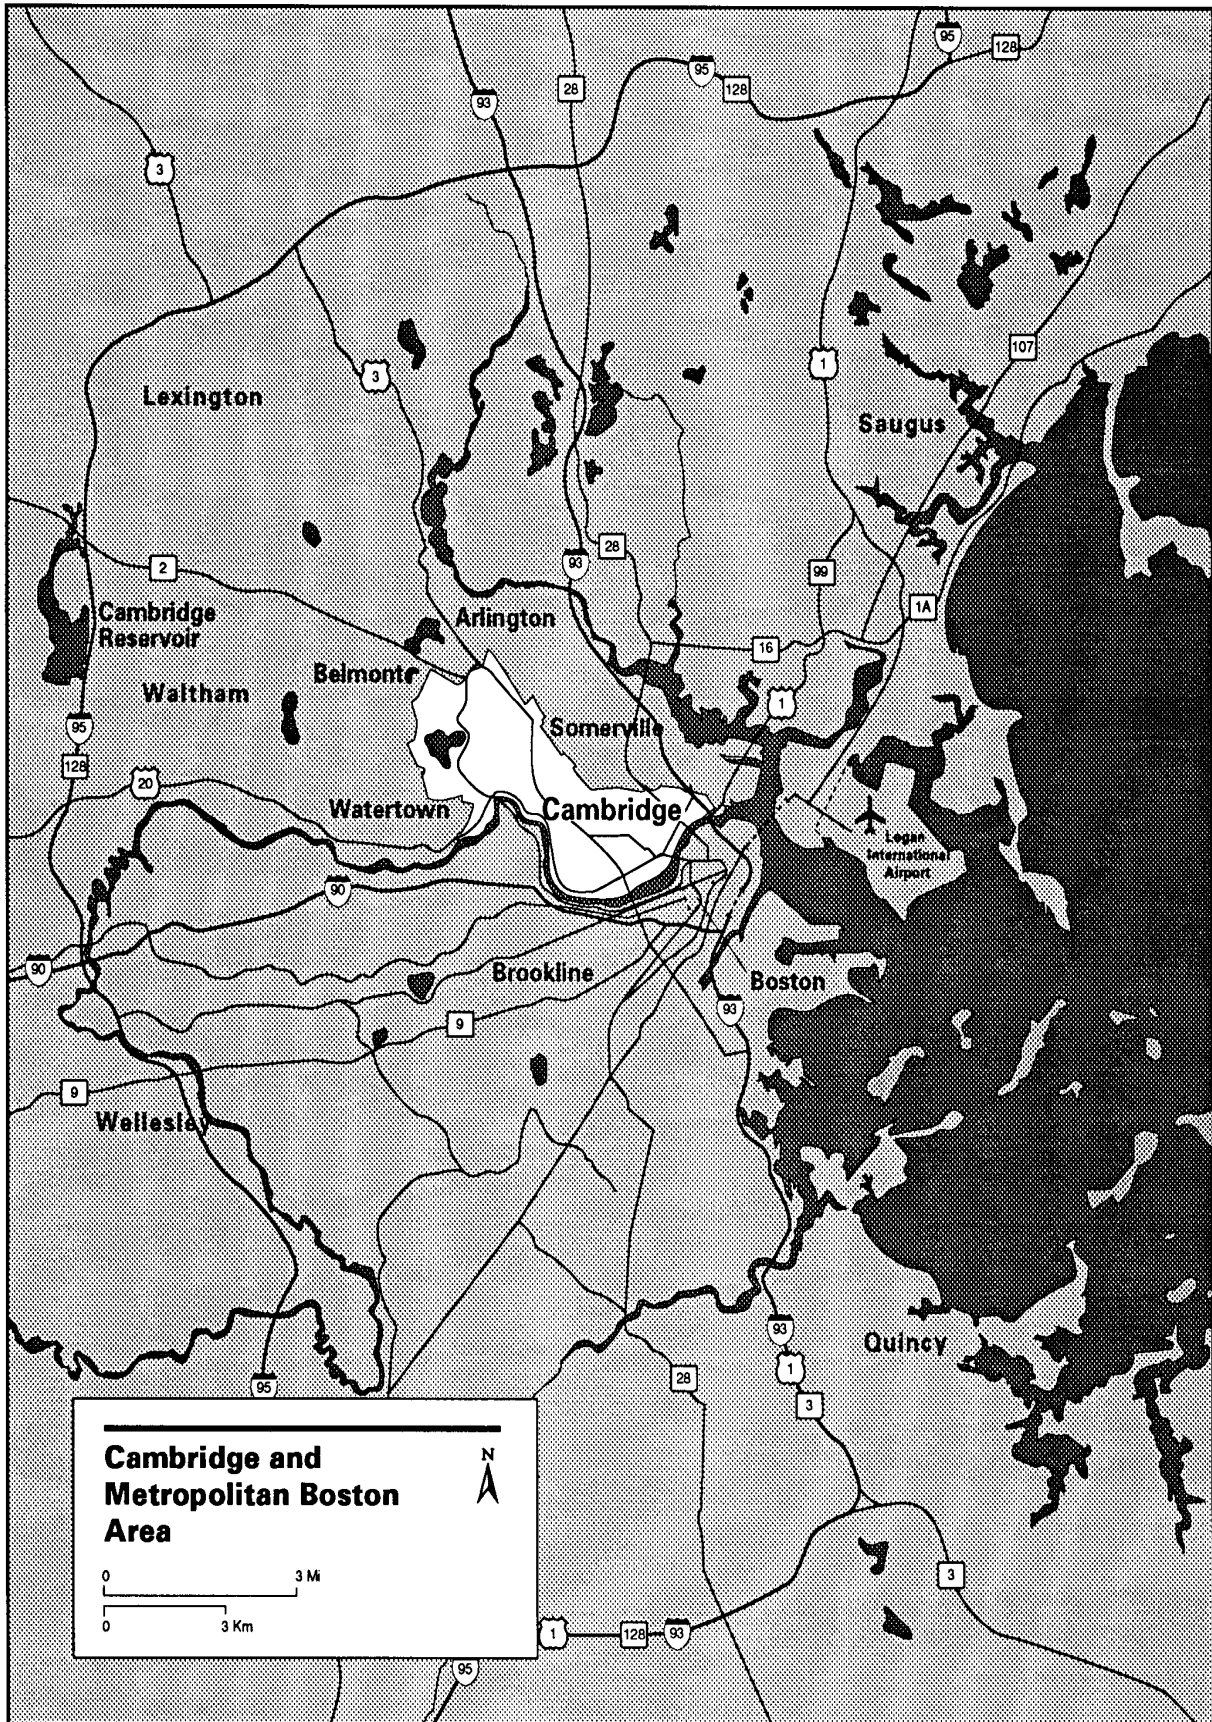 95
128
95
28
128
93
3
107
1
3
Lexington
Saugus
28
93
2
99
1A
Cambridge
Reservoir
Arlington
16
Belmont
Waltham
1
Somerville
95
128
20
Watertown
Cambridge
Logan
International
Airport
90
90
Brookline
Boston
93
9
9
Wellesley
93
Quincy
1
28
95
3
Cambridge and
Metropolitan Boston
Area
N
0 3 Mi
0 3 Km
3
1
128
93
95